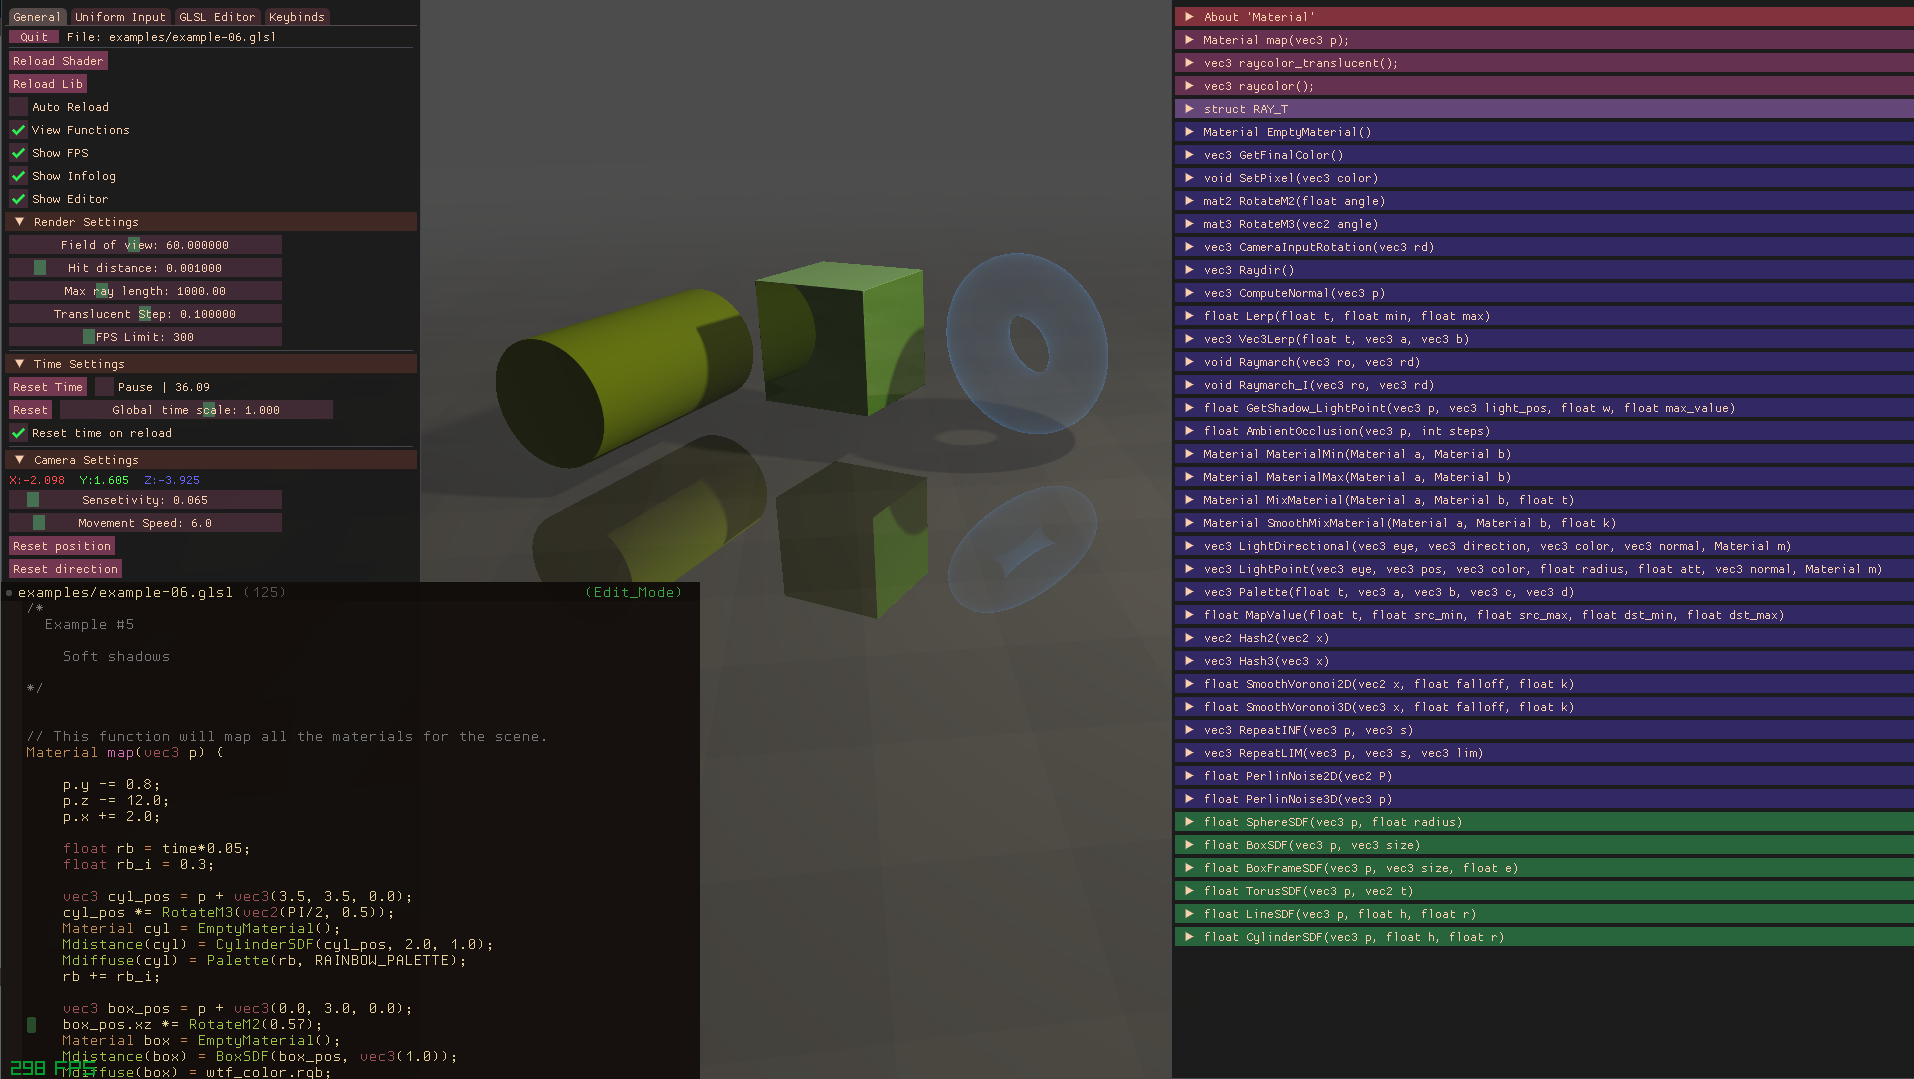 General Uniform Input GLSL Editor Keybinds
Quit File: examples/example-06.glsl
Reload Shader
Reload Lib
Auto Reload
View Functions
Show FPS
Show Infolog
Show Editor
Render Settings
Field of view: 60.000000
Hit distance: 0.001000
Max ray length: 1000.00
Translucent Step: 0.100000
FPS Limit: 300
Time Settings
Reset Time Pause | 36.09
Reset Global time scale: 1.000
Reset time on reload
Camera Settings
X:-2.098 Y:1.605 Z:-3.925
Sensetivity: 0.065
Movement Speed: 6.0
Reset position
Reset direction
examples/example-06.glsl (125) (Edit_Mode)
/*
Example #5
Soft shadows
*/
// This function will map all the materials for the scene.
Material map(vec3 p) {
p.y -= 0.8;
p.z -= 12.0;
p.x += 2.0;
float rb = time*0.05;
float rb_i = 0.3;
vec3 cyl_pos = p + vec3(3.5, 3.5, 0.0);
cyl_pos *= RotateM3(vec2(PI/2, 0.5));
Material cyl = EmptyMaterial();
Mdistance(cyl) = CylinderSDF(cyl_pos, 2.0, 1.0);
Mdiffuse(cyl) = Palette(rb, RAINBOW_PALETTE);
rb += rb_i;
vec3 box_pos = p + vec3(0.0, 3.0, 0.0);
box_pos.xz *= RotateM2(0.57);
Material box = EmptyMaterial();
Mdistance(box) = BoxSDF(box_pos, vec3(1.0));
Mdiffuse(box) = wtf_color.rgb;
298 FPS
About 'Material'
Material map(vec3 p);
vec3 raycolor_translucent();
vec3 raycolor();
struct RAY_T
Material EmptyMaterial()
vec3 GetFinalColor()
void SetPixel(vec3 color)
mat2 RotateM2(float angle)
mat3 RotateM3(vec2 angle)
vec3 CameraInputRotation(vec3 rd)
vec3 Raydir()
vec3 ComputeNormal(vec3 p)
float Lerp(float t, float min, float max)
vec3 Vec3Lerp(float t, vec3 a, vec3 b)
void Raymarch(vec3 ro, vec3 rd)
void Raymarch_I(vec3 ro, vec3 rd)
float GetShadow_LightPoint(vec3 p, vec3 light_pos, float w, float max_value)
float AmbientOcclusion(vec3 p, int steps)
Material MaterialMin(Material a, Material b)
Material MaterialMax(Material a, Material b)
Material MixMaterial(Material a, Material b, float t)
Material SmoothMixMaterial(Material a, Material b, float k)
vec3 LightDirectional(vec3 eye, vec3 direction, vec3 color, vec3 normal, Material m)
vec3 LightPoint(vec3 eye, vec3 pos, vec3 color, float radius, float att, vec3 normal, Material m)
vec3 Palette(float t, vec3 a, vec3 b, vec3 c, vec3 d)
float MapValue(float t, float src_min, float src_max, float dst_min, float dst_max)
vec2 Hash2(vec2 x)
vec3 Hash3(vec3 x)
float SmoothVoronoi2D(vec2 x, float falloff, float k)
float SmoothVoronoi3D(vec3 x, float falloff, float k)
vec3 RepeatINF(vec3 p, vec3 s)
vec3 RepeatLIM(vec3 p, vec3 s, vec3 lim)
float PerlinNoise2D(vec2 P)
float PerlinNoise3D(vec3 p)
float SphereSDF(vec3 p, float radius)
float BoxSDF(vec3 p, vec3 size)
float BoxFrameSDF(vec3 p, vec3 size, float e)
float TorusSDF(vec3 p, vec2 t)
float LineSDF(vec3 p, float h, float r)
float CylinderSDF(vec3 p, float h, float r)